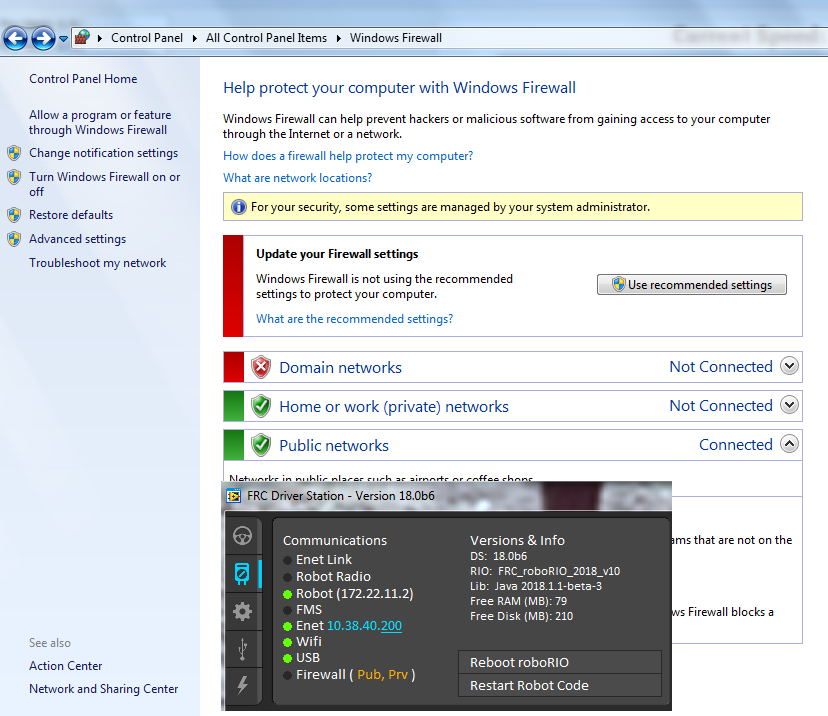 Current Speed:
Control Panel
All Control Panel Items
Windows Firewall
Control Panel Home
Allow a program or feature
through Windows Firewall
Change notification settings
Turn Windows Firewall on or
off
Restore defaults
Advanced settings
Troubleshoot my network
See also
Action Center
Network and Sharing Center
Help protect your computer with Windows Firewall
Windows Firewall can help prevent hackers or malicious software from gaining access to your computer
through the Internet or a network.
How does a firewall help protect my computer?
What are network locations?
For your security, some settings are managed by your system administrator.
Update your Firewall settings
Windows Firewall is not using the recommended
settings to protect your computer.
What are the recommended settings?
Use recommended settings
Domain networks Not Connected
Home or work (private) networks Not Connected
Public networks Connected
Networks in public places such as airports or coffee shops
ams that are not on the
ws Firewall blocks a
FRC Driver Station - Version 18.0b6
Communications
Enet Link
Robot Radio
Robot (172.22.11.2)
FMS
Enet 10.38.40.200
Wifi
USB
Firewall ( Pub, Prv )
Versions & Info
DS: 18.0b6
RIO: FRC_roboRIO_2018_v10
Lib: Java 2018.1.1-beta-3
Free RAM (MB): 79
Free Disk (MB): 210
Reboot roboRIO
Restart Robot Code